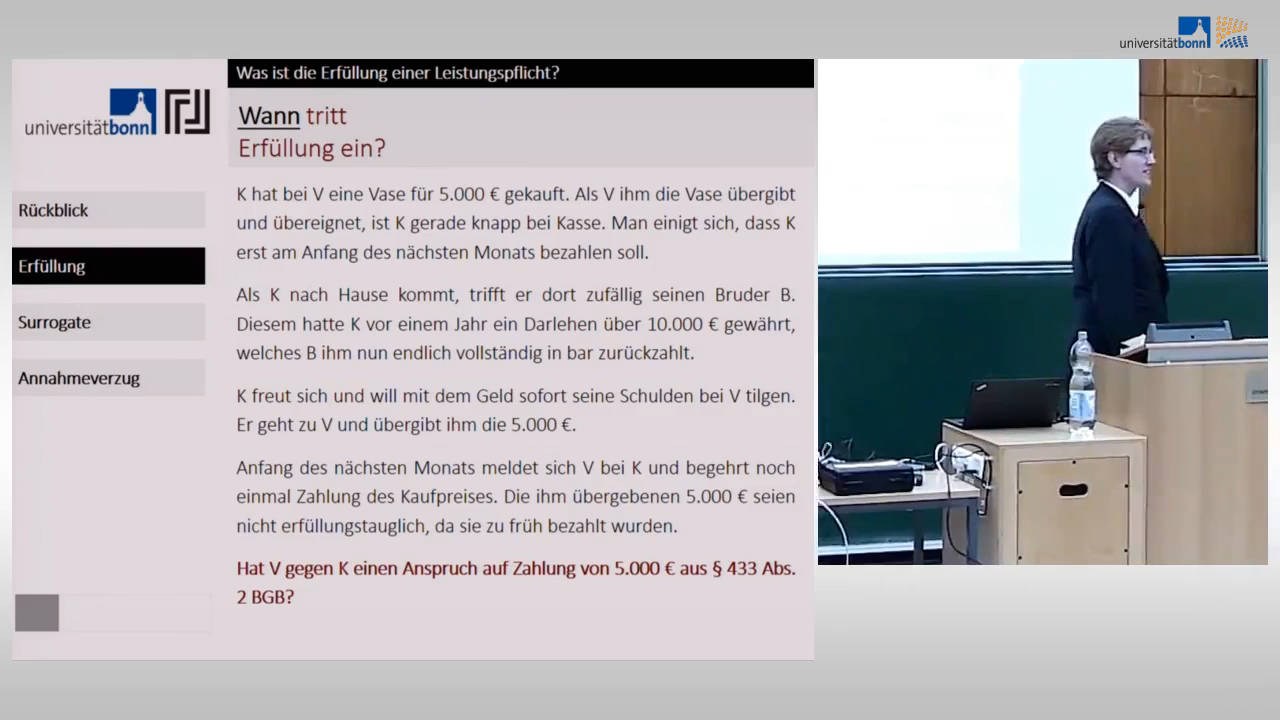 universitätbonn
Was ist die Erfüllung einer Leistungspflicht?
universitätbonn
Wann tritt
Erfüllung ein?
Rückblick
Erfüllung
Surrogate
Annahmeverzug
K hat bei V eine Vase für 5.000 € gekauft. Als V ihm die Vase übergibt
und übereignet, ist K gerade knapp bei Kasse. Man einigt sich, dass K
erst am Anfang des nächsten Monats bezahlen soll.
Als K nach Hause kommt, trifft er dort zufällig seinen Bruder B.
Diesem hatte K vor einem Jahr ein Darlehen über 10.000 € gewährt,
welches B ihm nun endlich vollständig in bar zurückzahlt.
K freut sich und will mit dem Geld sofort seine Schulden bei V tilgen.
Er geht zu V und übergibt ihm die 5.000 €.
Anfang des nächsten Monats meldet sich V bei K und begehrt noch
einmal Zahlung des Kaufpreises. Die ihm übergebenen 5.000 € seien
nicht erfüllungstauglich, da sie zu früh bezahlt wurden.
Hat V gegen K einen Anspruch auf Zahlung von 5.000 € aus § 433 Abs.
2 BGB?